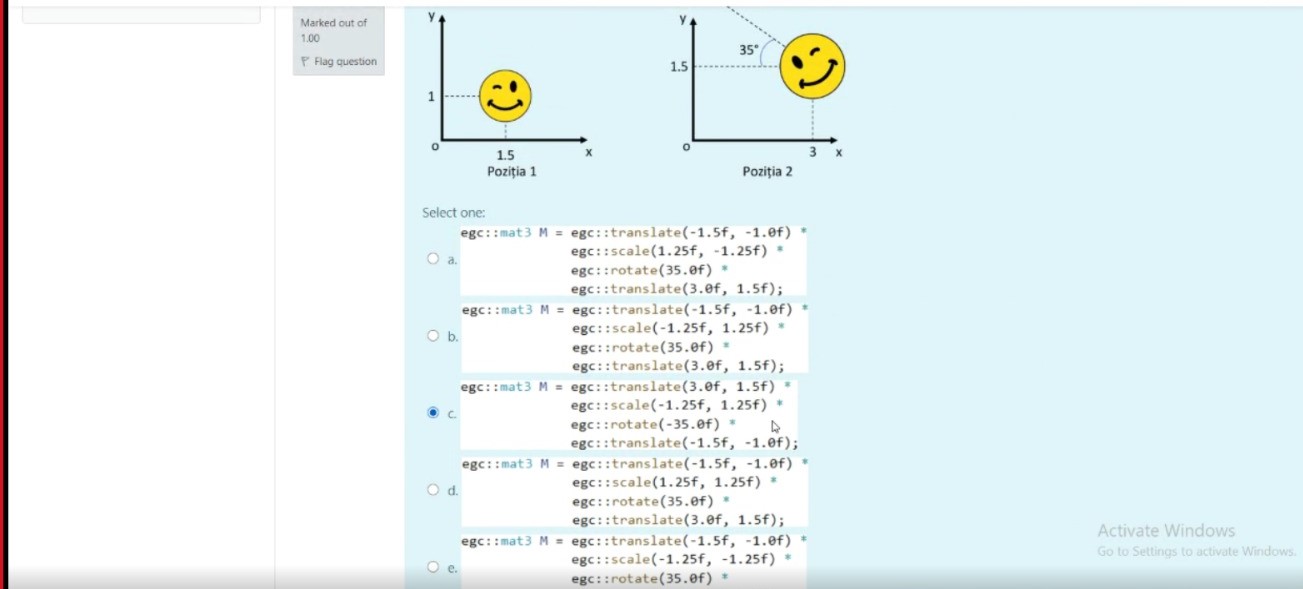 Marked out of
1.00
Flag question
y
1
o
1.5
x
Poziția 1
y
35°
1.5
o
3
x
Poziția 2
Select one:
a.
egc::mat3 M = egc::translate(-1.5f, -1.0f) *
egc::scale(1.25f, -1.25f) *
egc::rotate(35.0f) *
egc::translate(3.0f, 1.5f);
b.
egc::mat3 M = egc::translate(-1.5f, -1.0f) *
egc::scale(-1.25f, 1.25f) *
egc::rotate(35.0f) *
egc::translate(3.0f, 1.5f);
c.
egc::mat3 M = egc::translate(3.0f, 1.5f) *
egc::scale(-1.25f, 1.25f) *
egc::rotate(-35.0f) *
egc::translate(-1.5f, -1.0f);
d.
egc::mat3 M = egc::translate(-1.5f, -1.0f) *
egc::scale(1.25f, 1.25f) *
egc::rotate(35.0f) *
egc::translate(3.0f, 1.5f);
e.
egc::mat3 M = egc::translate(-1.5f, -1.0f) *
egc::scale(-1.25f, -1.25f) *
egc::rotate(35.0f) *
Activate Windows
Go to Settings to activate Windows.